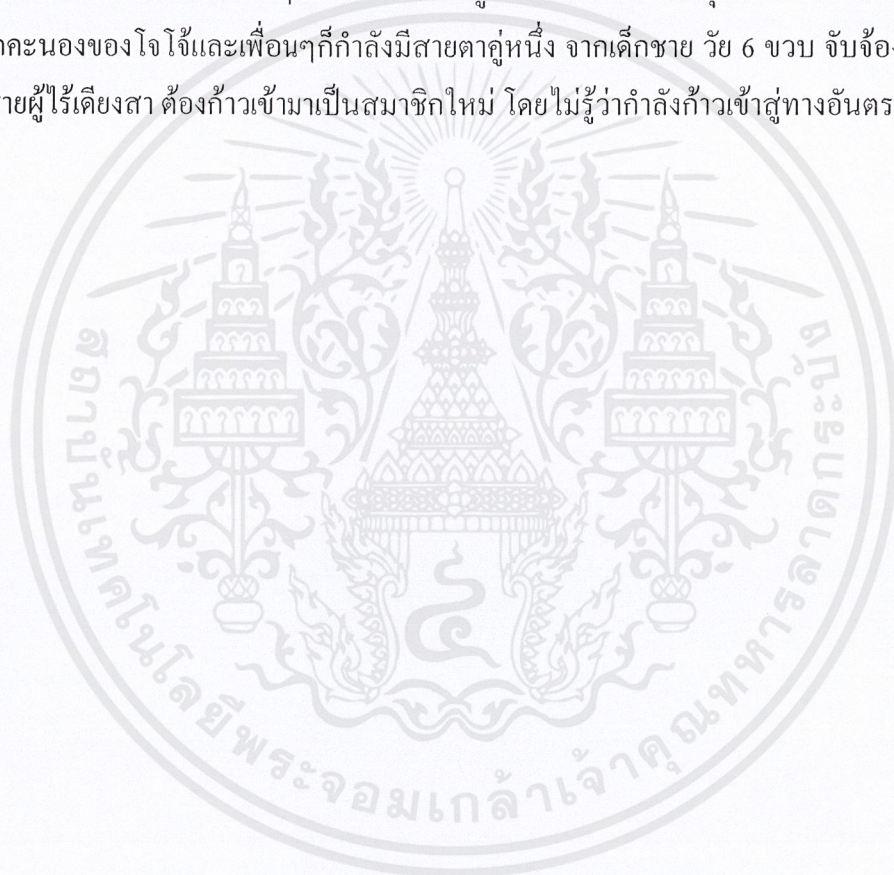 าคะนองของโจโจ้และเพื่อนๆก็กำลังมีสายตาคู่หนึ่ง จากเด็กชาย วัย 6 ขวบ จับจ้อง
ายผู้ไร้เดียงสา ต้องก้าวเข้ามาเป็นสมาชิกใหม่ โดยไม่รู้ว่ากำลังก้าวเข้าสู่ทางอันตร
๔
สถาบันเทคโนโลยีพระจอมเกล้าเจ้าคุณทหารลาดกระบัง